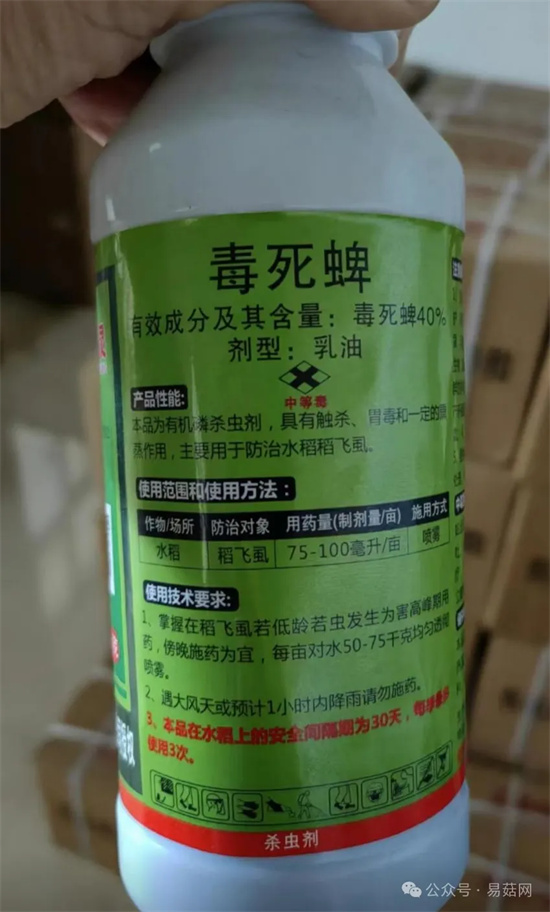 毒死蜱
有效成分及其含量：毒死蜱40%
剂型：乳油
中等毒
产品性能:
本品为有机磷杀虫剂，具有触杀、胃毒和一定的熏
蒸作用，主要用于防治水稻稻飞虱。
使用范围和使用方法：
作物/场所 防治对象 用药量(制剂量/亩) 施用方式
水稻 稻飞虱 75-100毫升/亩 喷雾
使用技术要求:
1、掌握在稻飞虱若低龄若虫发生为害高峰期用
药，傍晚施药为宜，每亩对水50-75千克均匀透彻
喷雾。
2、遇大风天或预计1小时内降雨请勿施药。
3、本品在水稻上的安全间隔期为30天，每季最多
使用3次。
杀虫剂
公众号·易菇网